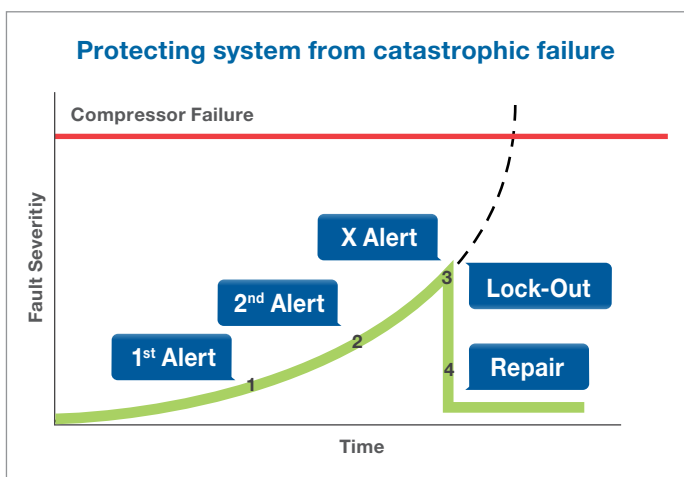 Protecting system from catastrophic failure
Compressor Failure
X Alert
3
Lock-Out
2nd Alert
2
1st Alert
1
4
Repair
Fault Severitiy
Time